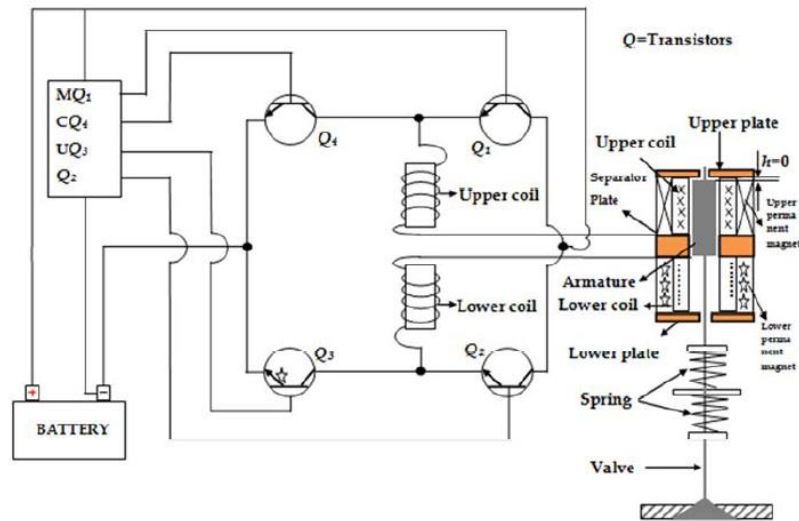 Q=Transistors
MQ1
CQ4
UQ3
Q2
Q4
Q1
Upper coil
Lower coil
Q3
Q2
+
−
BATTERY
Upper coil
Upper plate
h=0
Separator
Plate
Upper
perma
nent
magnet
Armature
Lower coil
Lower
perma
nent
magnet
Lower plate
Spring
Valve